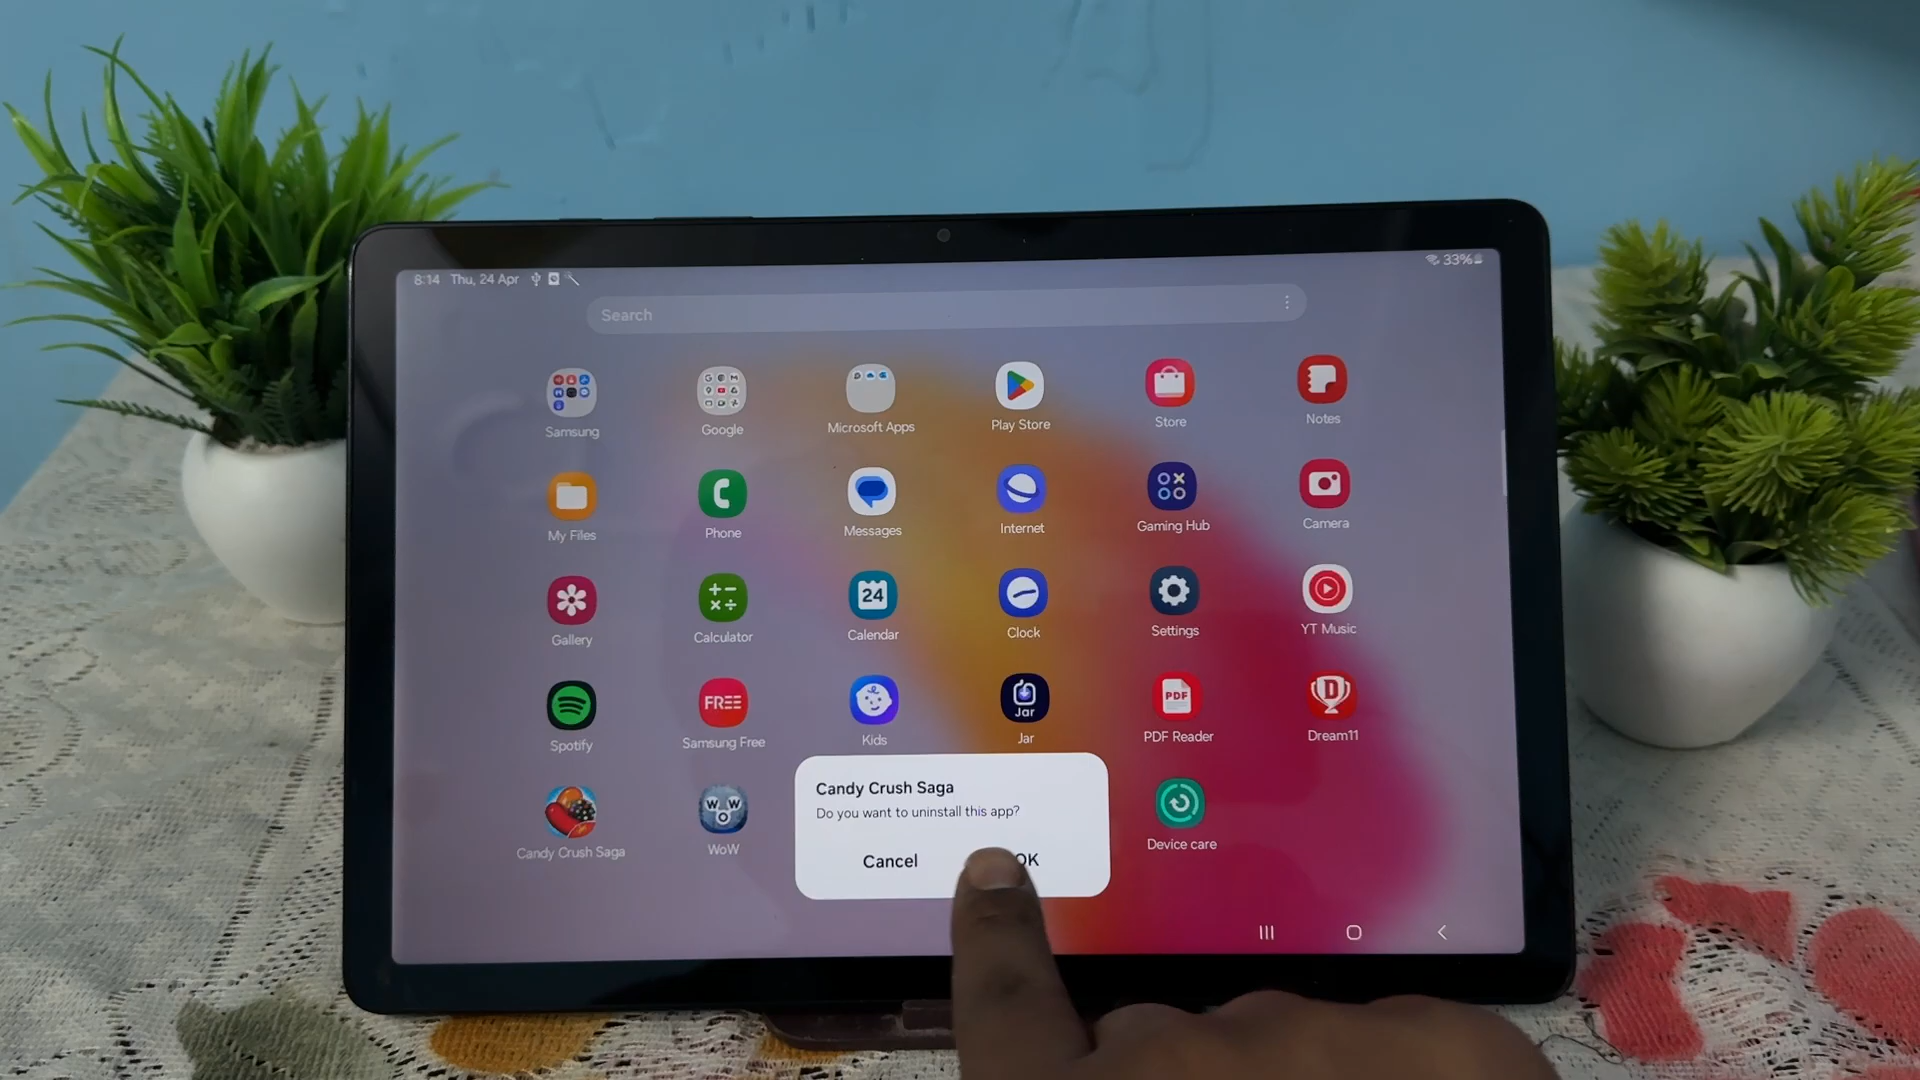 8:14 Thu, 24 Apr
33%
Search
Samsung
Google
Microsoft Apps
Play Store
Store
Notes
My Files
Phone
Messages
Internet
Gaming Hub
Camera
24
Gallery
Calculator
Calendar
Clock
Settings
YT Music
FREE
Jar
PDF
D
Spotify
Samsung Free
Kids
Jar
PDF Reader
Dream11
Candy Crush Saga
Do you want to uninstall this app?
Cancel
OK
W W
O
Candy Crush Saga
WoW
Device care